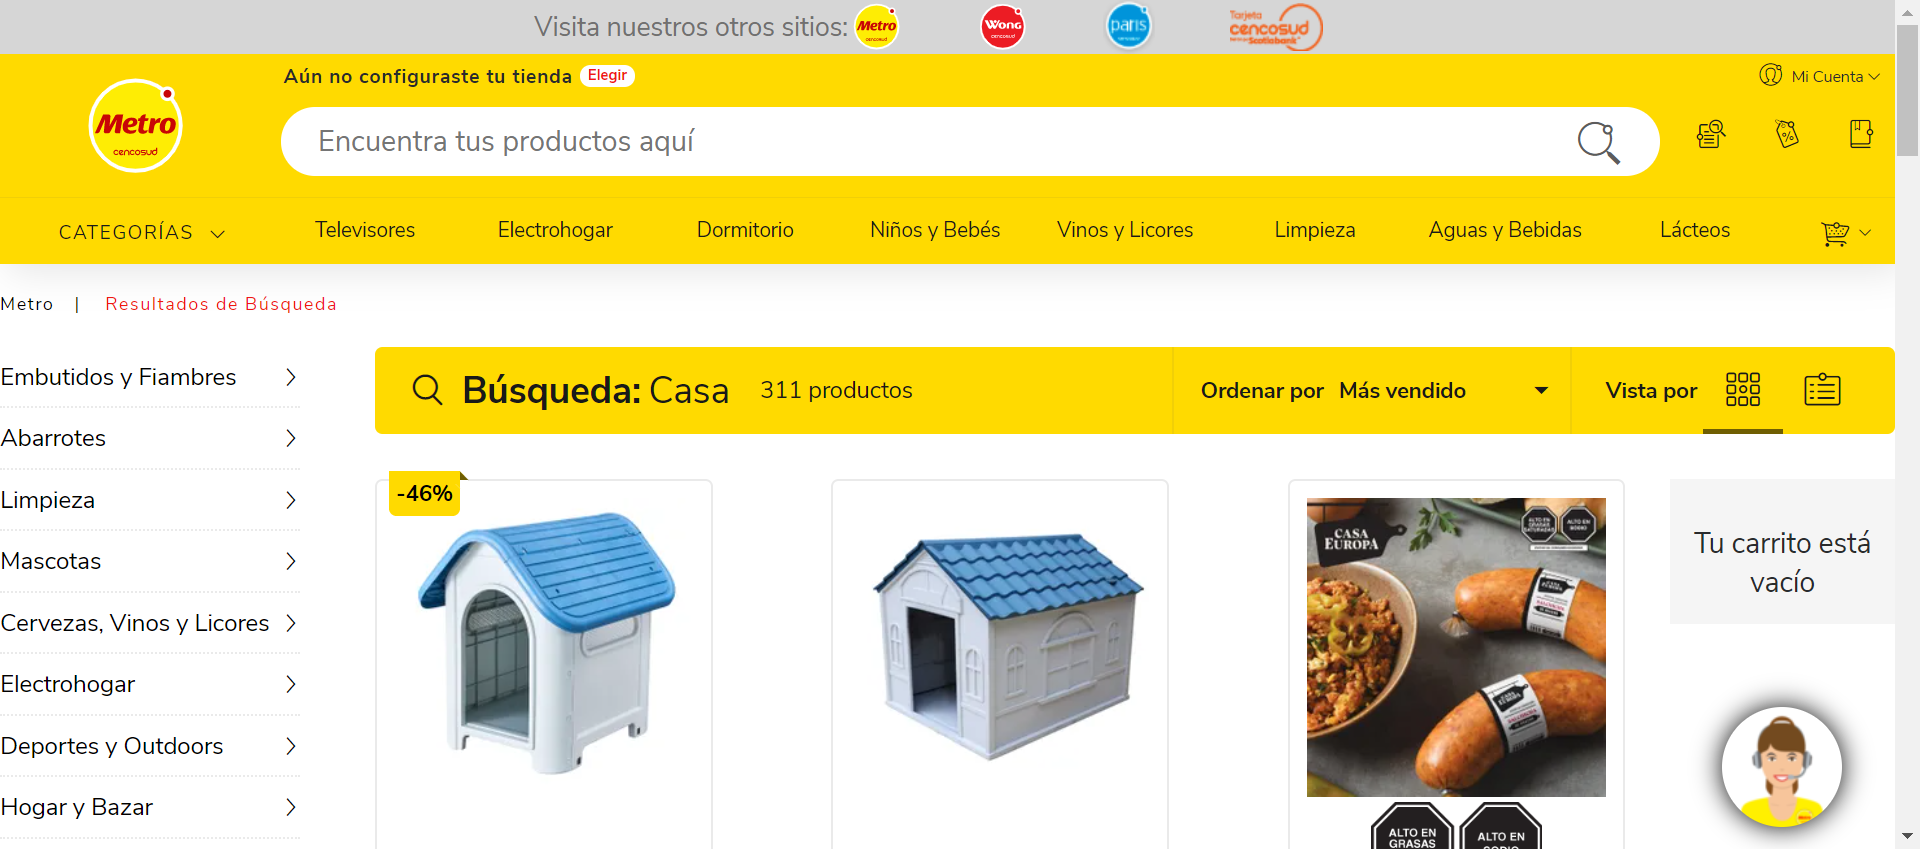 Visita nuestros otros sitios:
Metro
cencosud
Wong
cencosud
paris
Tarjeta
cencosud
Scotiabank
Aún no configuraste tu tienda
Elegir
Mi Cuenta
Metro
cencosud
Encuentra tus productos aquí
CATEGORÍAS
Televisores
Electrohogar
Dormitorio
Niños y Bebés
Vinos y Licores
Limpieza
Aguas y Bebidas
Lácteos
Metro | Resultados de Búsqueda
Embutidos y Fiambres
Abarrotes
Limpieza
Mascotas
Cervezas, Vinos y Licores
Electrohogar
Deportes y Outdoors
Hogar y Bazar
Búsqueda: Casa
311 productos
Ordenar por Más vendido
Vista por
-46%
CASA
EUROPA
ALTO EN
GRASAS
SATURADAS
ALTO EN
SODIO
ALTO EN
GRASAS
ALTO EN
SODIO
Tu carrito está
vacío